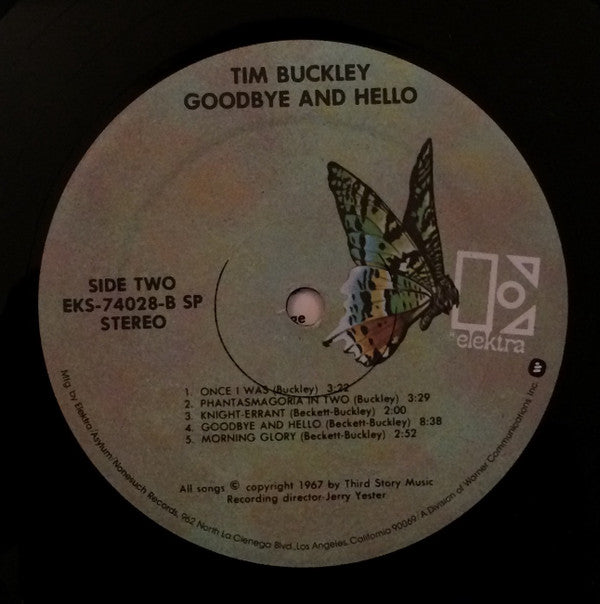 TIM BUCKLEY
GOODBYE AND HELLO
SIDE TWO
EKS-74028-B SP
STEREO
ge
elektra
1. ONCE I WAS (Buckley) 3:22
2. PHANTASMAGORIA IN TWO (Buckley) 3:29
3. KNIGHT-ERRANT (Beckett-Buckley) 2:00
4. GOODBYE AND HELLO (Beckett-Buckley) 8:38
5. MORNING GLORY (Beckett-Buckley) 2:52
All songs © copyright 1967 by Third Story Music
Recording director-Jerry Yester
Mfg. by Elektra/Asylum/Nonesuch Records, 962 North La Cienega Blvd., Los Angeles, California 90069/A Division of Warner Communications Inc.